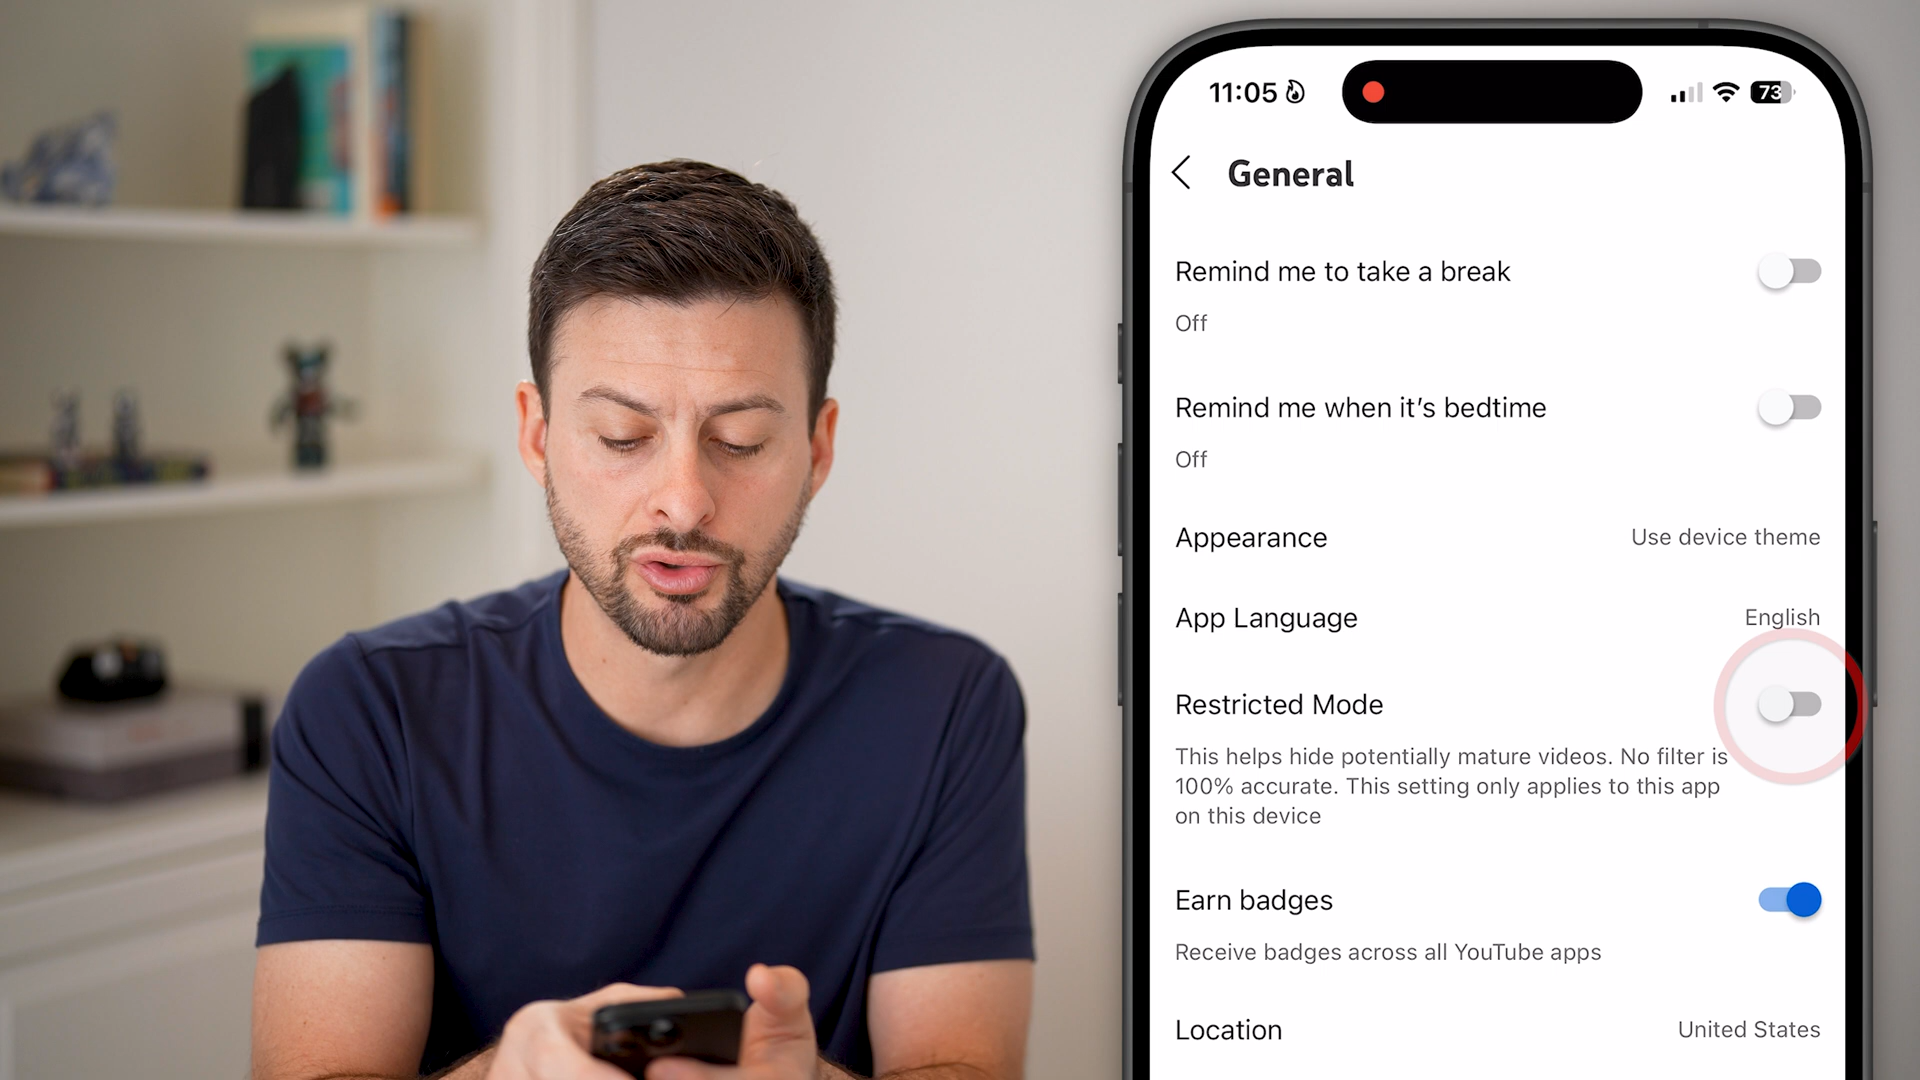 11:05
73
General
Remind me to take a break
Off
Remind me when it's bedtime
Off
Appearance
Use device theme
App Language
English
Restricted Mode
This helps hide potentially mature videos. No filter is
100% accurate. This setting only applies to this app
on this device
Earn badges
Receive badges across all YouTube apps
Location
United States